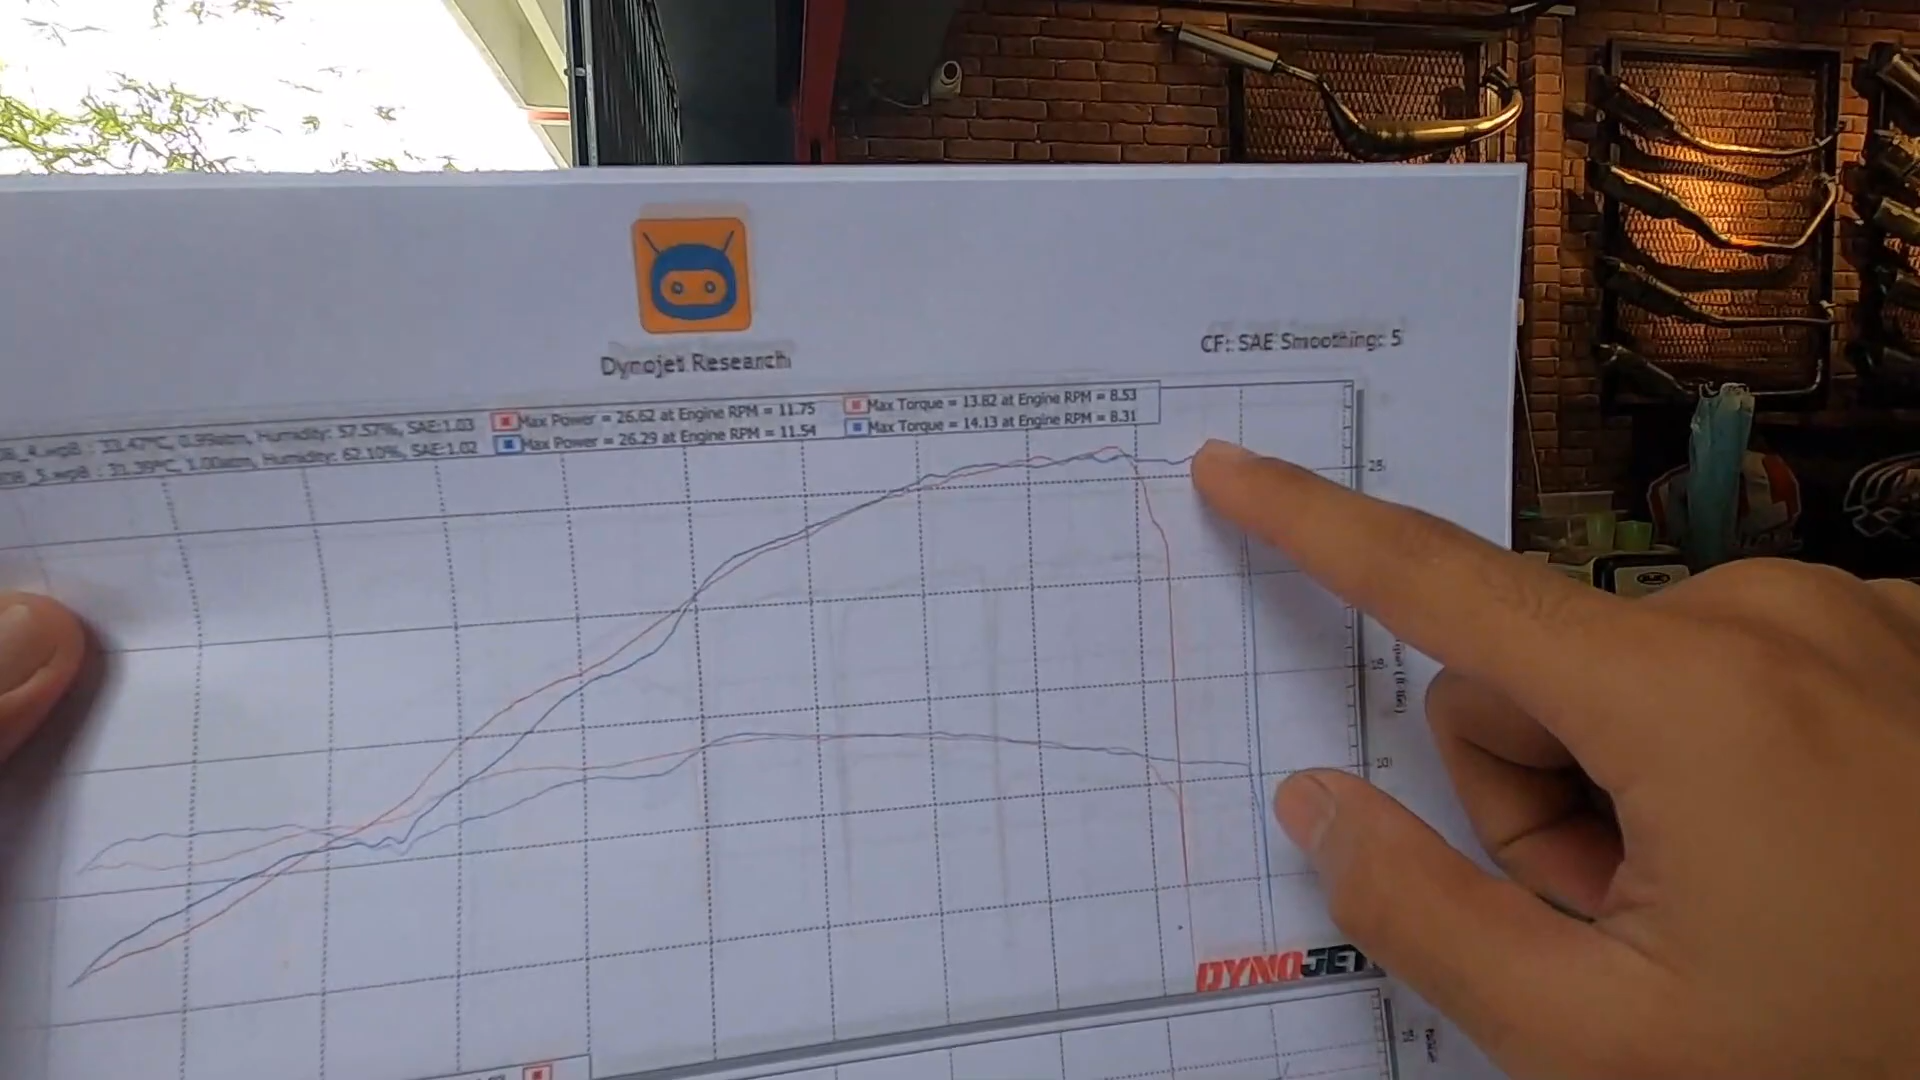 Dynojet Research
CF: SAE Smoothing: 5
_4.wp8 : 33.47°C, 0.99atm, Humidity: 57.57%, SAE:1.03
Max Power = 26.62 at Engine RPM = 11.75
Max Torque = 13.82 at Engine RPM = 8.53
_5.wp8 : 31.39°C, 1.00atm, Humidity: 62.10%, SAE:1.02
Max Power = 26.29 at Engine RPM = 11.54
Max Torque = 14.13 at Engine RPM = 8.31
25
10
DYNOJET